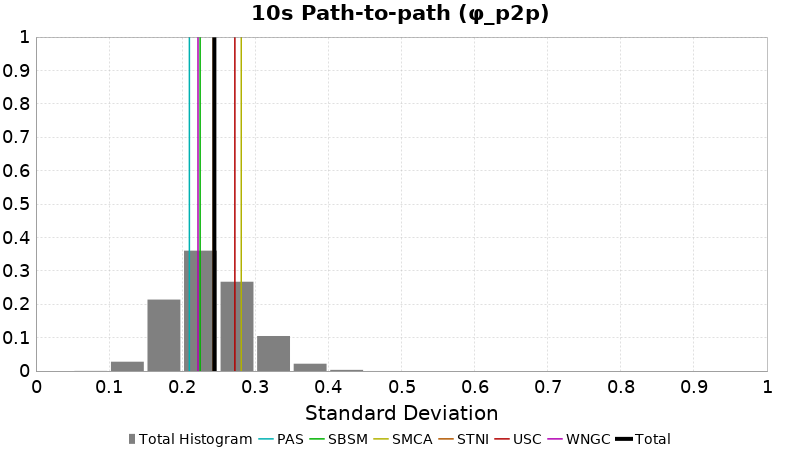 10s Path-to-path (φ_p2p)
1
0.9
0.8
0.7
0.6
0.5
0.4
0.3
0.2
0.1
0
0 0.1 0.2 0.3 0.4 0.5 0.6 0.7 0.8 0.9 1
Standard Deviation
Total Histogram PAS SBSM SMCA STNI USC WNGC Total